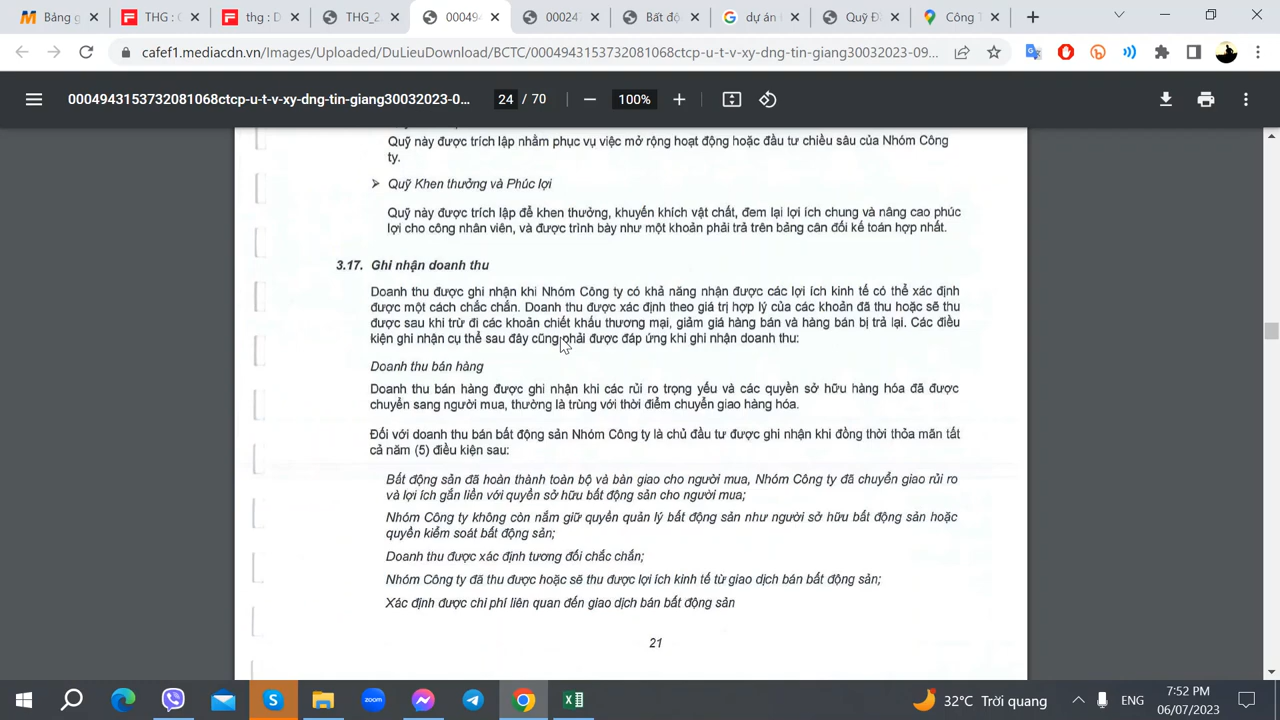 Bảng g
THG : C
thg : D
THG_2
00049
00024
Bất độ
dự án
Quỹ Đ
Công T
cafef1.mediacdn.vn/Images/Uploaded/DuLieuDownload/BCTC/000494153732081068ctcp-u-t-v-xy-dng-tin-giang30032023-09...
000494153732081068ctcp-u-t-v-xy-dng-tin-giang30032023-0...
24 / 70
100%
Quỹ này được trích lập nhằm phục vụ việc mở rộng hoạt động hoặc đầu tư chiều sâu của Nhóm Công
ty.
➢ Quỹ Khen thưởng và Phúc lợi
Quỹ này được trích lập để khen thưởng, khuyến khích vật chất, đem lại lợi ích chung và nâng cao phúc
lợi cho công nhân viên, và được trình bày như một khoản phải trả trên bảng cân đối kế toán hợp nhất.
3.17. Ghi nhận doanh thu
Doanh thu được ghi nhận khi Nhóm Công ty có khả năng nhận được các lợi ích kinh tế có thể xác định
được một cách chắc chắn. Doanh thu được xác định theo giá trị hợp lý của các khoản đã thu hoặc sẽ thu
được sau khi trừ đi các khoản chiết khấu thương mại, giảm giá hàng bán và hàng bán bị trả lại. Các điều
kiện ghi nhận cụ thể sau đây cũng phải được đáp ứng khi ghi nhận doanh thu:
Doanh thu bán hàng
Doanh thu bán hàng được ghi nhận khi các rủi ro trọng yếu và các quyền sở hữu hàng hóa đã được
chuyển sang người mua, thường là trùng với thời điểm chuyển giao hàng hóa.
Đối với doanh thu bán bất động sản Nhóm Công ty là chủ đầu tư được ghi nhận khi đồng thời thỏa mãn tất
cả năm (5) điều kiện sau:
Bất động sản đã hoàn thành toàn bộ và bàn giao cho người mua, Nhóm Công ty đã chuyển giao rủi ro
và lợi ích gắn liền với quyền sở hữu bất động sản cho người mua;
Nhóm Công ty không còn nắm giữ quyền quản lý bất động sản như người sở hữu bất động sản hoặc
quyền kiểm soát bất động sản;
Doanh thu được xác định tương đối chắc chắn;
Nhóm Công ty đã thu được hoặc sẽ thu được lợi ích kinh tế từ giao dịch bán bất động sản;
Xác định được chi phí liên quan đến giao dịch bán bất động sản
21
zoom
32°C Trời quang
ENG
7:52 PM
06/07/2023